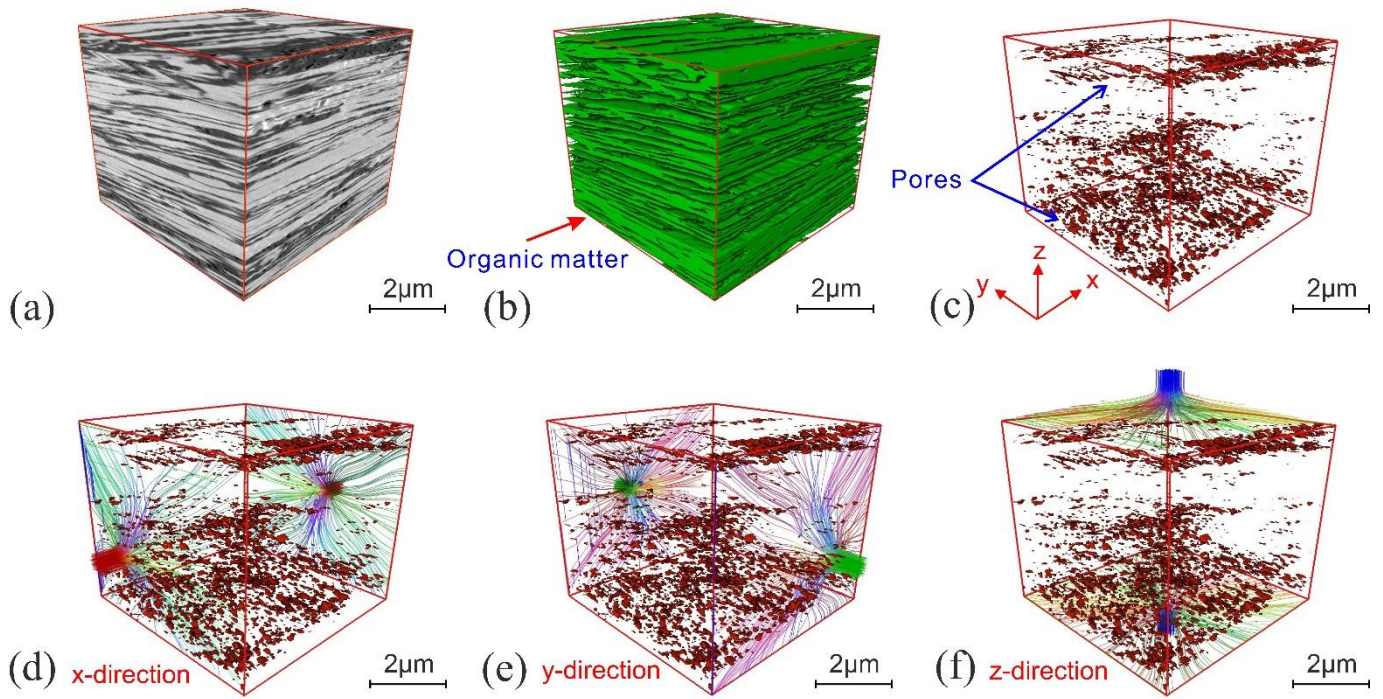 (a)
2μm
Organic matter
(b)
2μm
Pores
z
y
x
(c)
2μm
(d)
x-direction
2μm
(e)
y-direction
2μm
(f)
z-direction
2μm